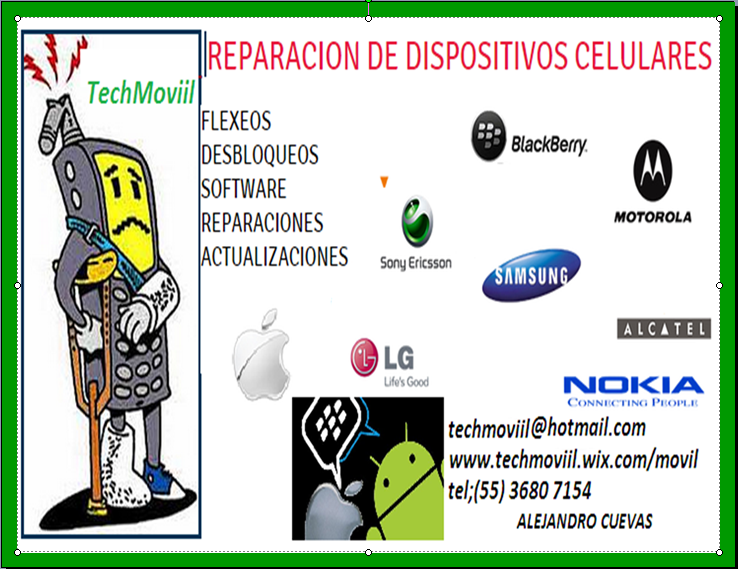 REPARACION DE DISPOSITIVOS CELULARES
TechMoviil
FLEXEOS
DESBLOQUEOS
SOFTWARE
REPARACIONES
ACTUALIZACIONES
BlackBerry.
MOTOROLA
Sony Ericsson
SAMSUNG
ALCATEL
LG
Life's Good
NOKIA
CONNECTING PEOPLE
techmoviil@hotmail.com
www.techmoviil.wix.com/movil
tel;(55) 3680 7154
ALEJANDRO CUEVAS